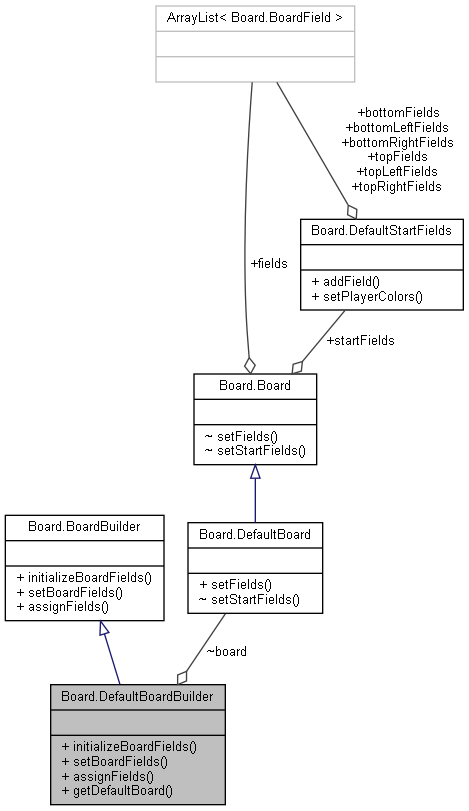 ArrayList< Board.BoardField >
+bottomFields
+bottomLeftFields
+bottomRightFields
+topFields
+topLeftFields
+topRightFields
Board.DefaultStartFields
+ addField()
+ setPlayerColors()
+fields
+startFields
Board.Board
~ setFields()
~ setStartFields()
Board.BoardBuilder
+ initializeBoardFields()
+ setBoardFields()
+ assignFields()
Board.DefaultBoard
+ setFields()
~ setStartFields()
~board
Board.DefaultBoardBuilder
+ initializeBoardFields()
+ setBoardFields()
+ assignFields()
+ getDefaultBoard()